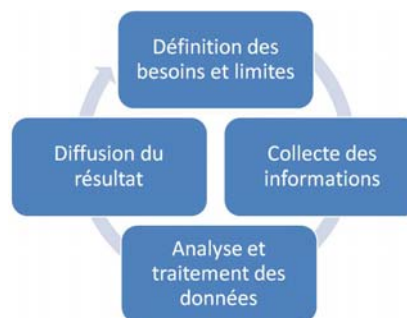 Définition des
besoins et limites
Collecte des
informations
Analyse et
traitement des
données
Diffusion du
résultat